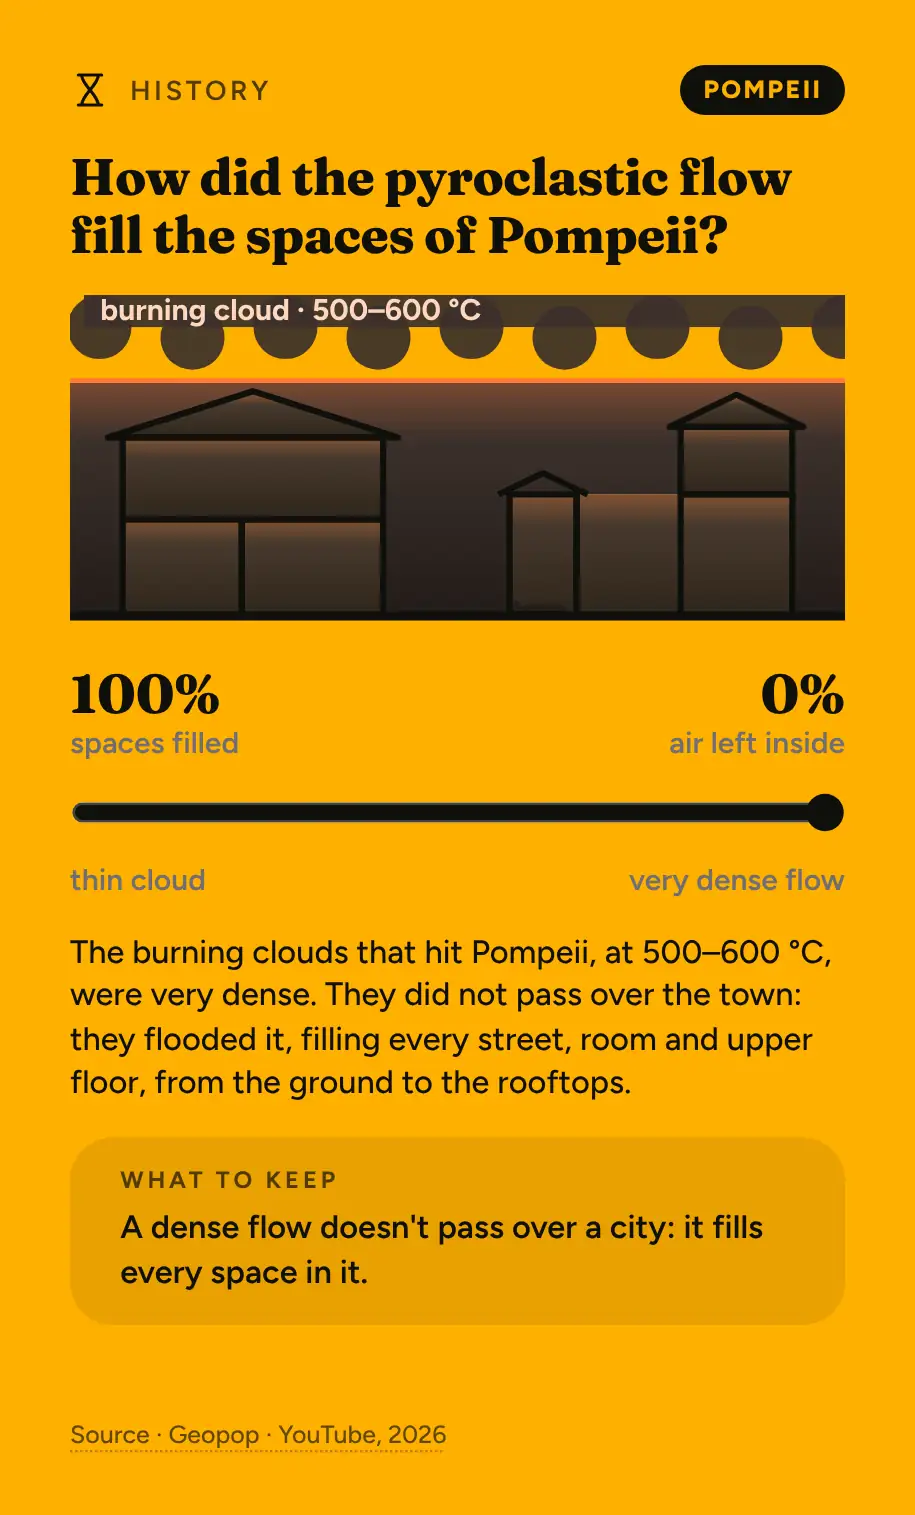 HISTORY
POMPEII
How did the pyroclastic flow
fill the spaces of Pompeii?
burning cloud · 500–600 °C
100%
0%
spaces filled
air left inside
thin cloud
very dense flow
The burning clouds that hit Pompeii, at 500–600 °C,
were very dense. They did not pass over the town:
they flooded it, filling every street, room and upper
floor, from the ground to the rooftops.
WHAT TO KEEP
A dense flow doesn't pass over a city: it fills
every space in it.
Source · Geopop · YouTube, 2026